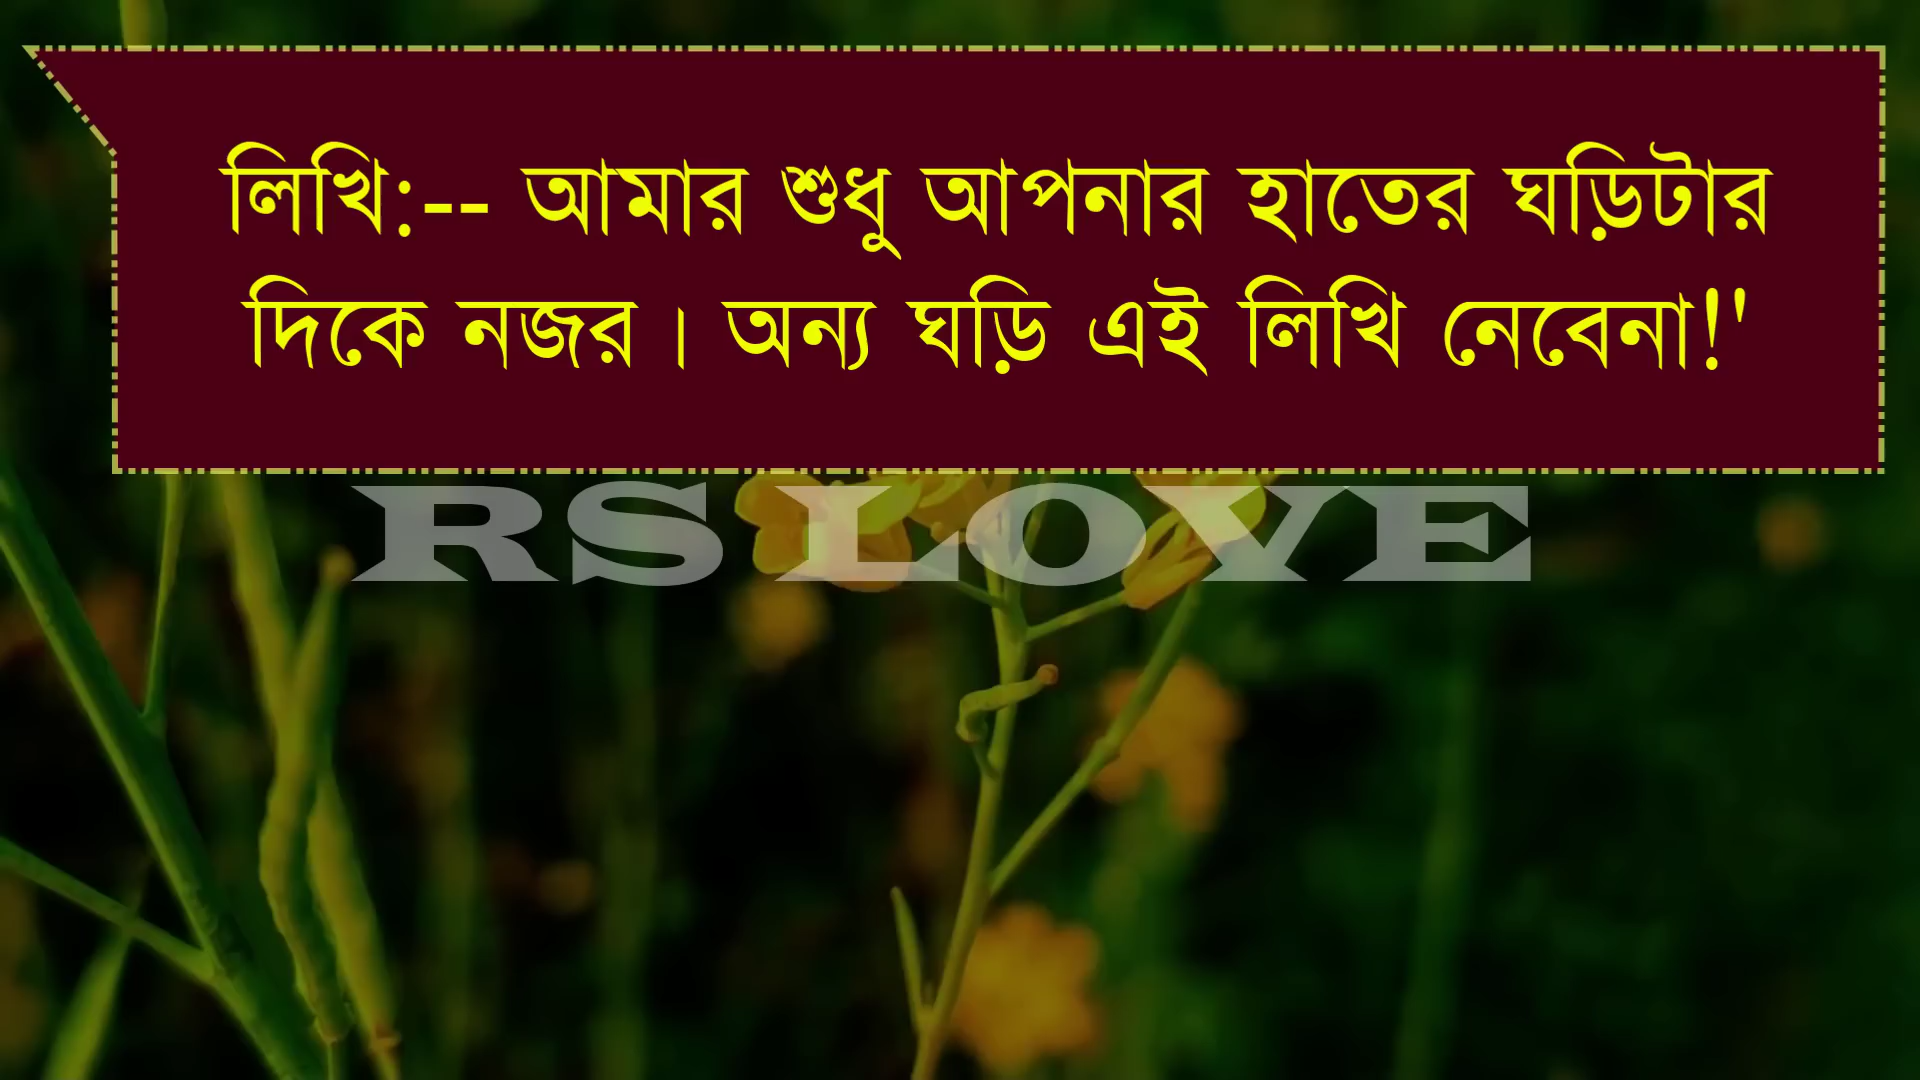 লিখি:-- আমার শুধু আপনার হাতের ঘড়িটার
দিকে নজর। অন্য ঘড়ি এই লিখি নেবেনা!'
RS LOVE